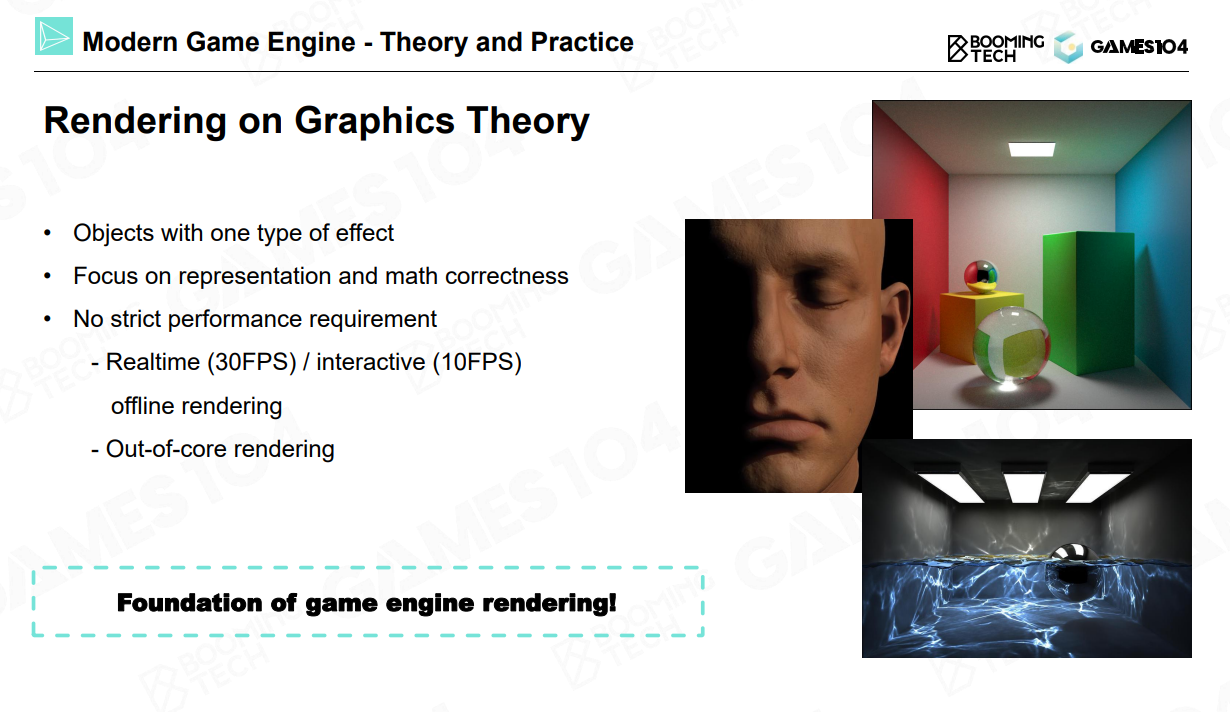 Modern Game Engine - Theory and Practice
BOOMING
TECH
GAMES104
Rendering on Graphics Theory
• Objects with one type of effect
• Focus on representation and math correctness
• No strict performance requirement
- Realtime (30FPS) / interactive (10FPS)
offline rendering
- Out-of-core rendering
Foundation of game engine rendering!